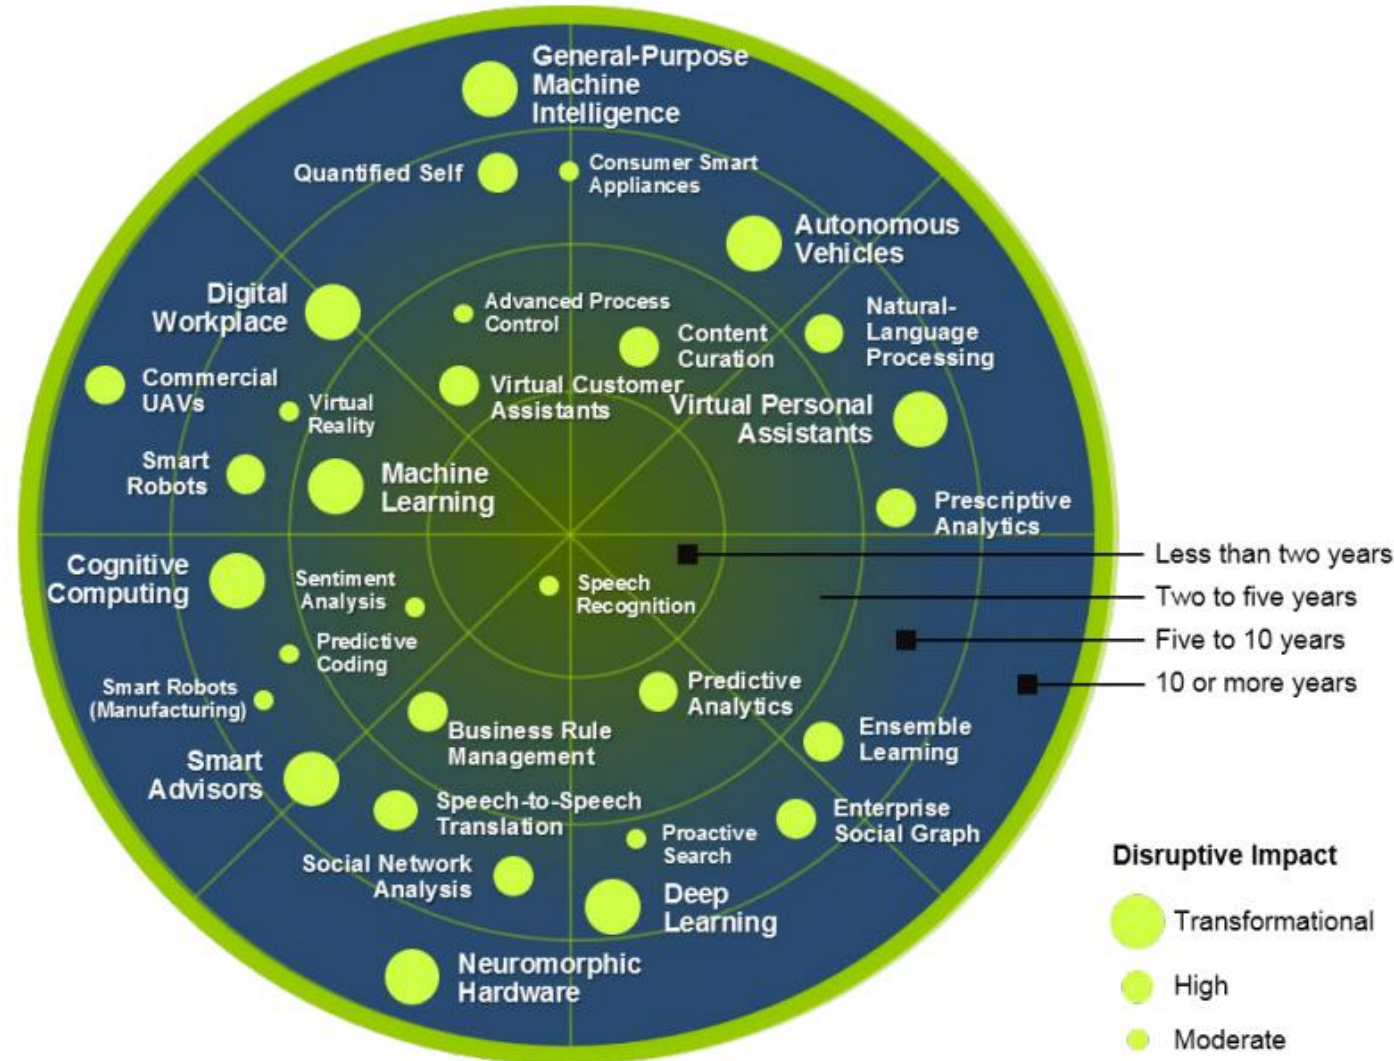 General-Purpose
Machine
Intelligence
Quantified Self
Consumer Smart
Appliances
Autonomous
Vehicles
Digital
Workplace
Advanced Process
Control
Content
Curation
Natural-
Language
Processing
Commercial
UAVs
Virtual
Reality
Virtual Customer
Assistants
Virtual Personal
Assistants
Smart
Robots
Machine
Learning
Prescriptive
Analytics
Cognitive
Computing
Sentiment
Analysis
Speech
Recognition
Less than two years
Two to five years
Five to 10 years
10 or more years
Predictive
Coding
Smart Robots
(Manufacturing)
Predictive
Analytics
Business Rule
Management
Ensemble
Learning
Smart
Advisors
Speech-to-Speech
Translation
Proactive
Search
Enterprise
Social Graph
Social Network
Analysis
Deep
Learning
Neuromorphic
Hardware
Disruptive Impact
Transformational
High
Moderate